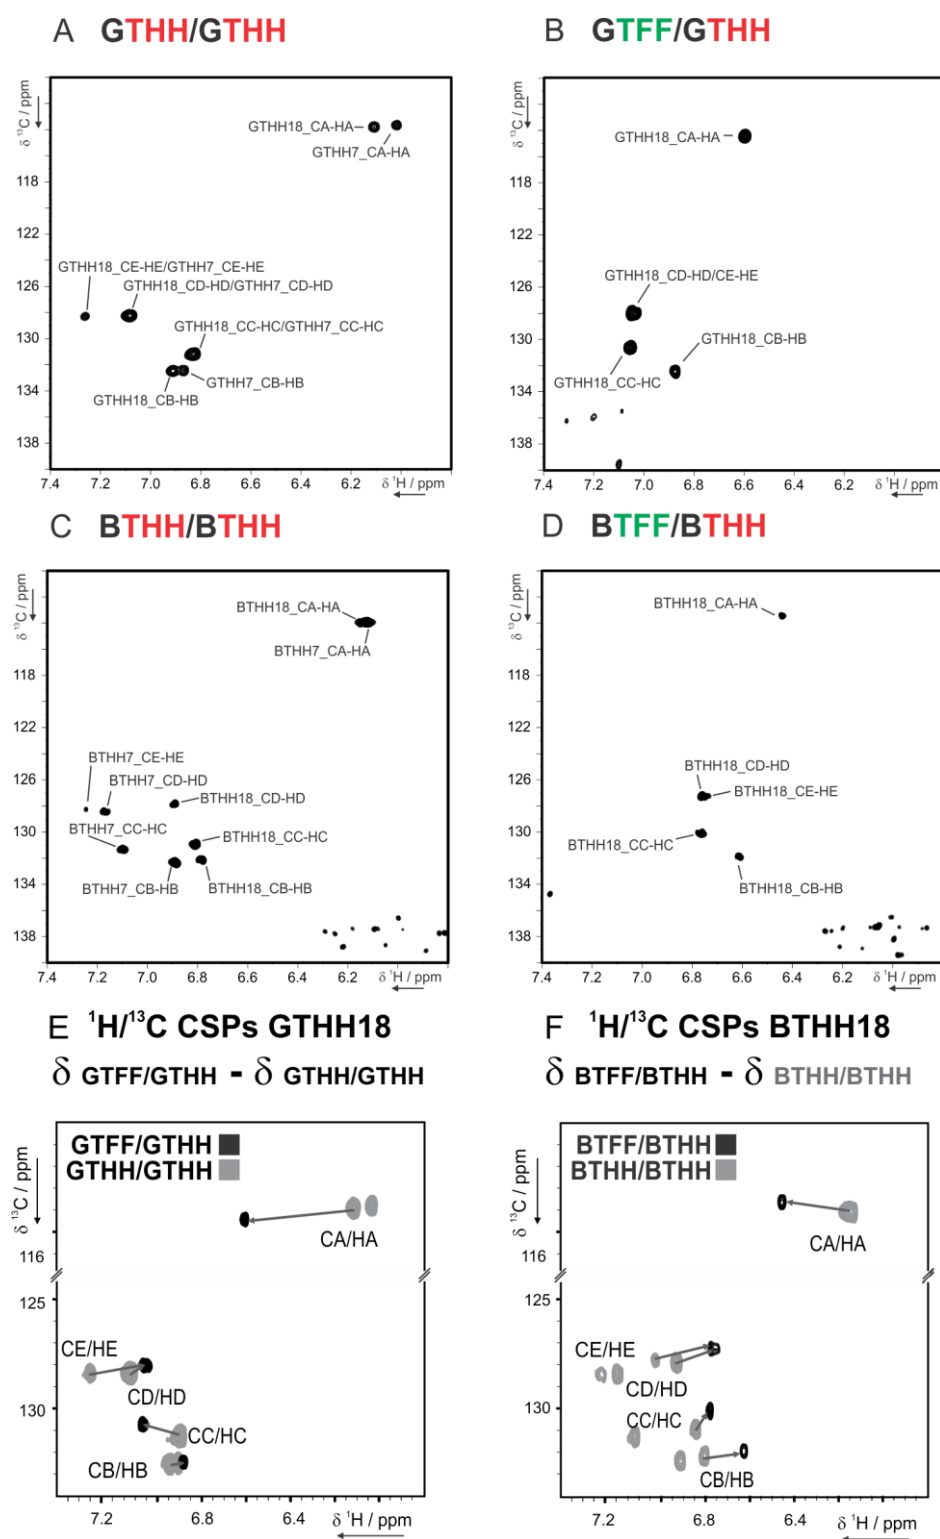 A GTHH/GTHH
δ ¹³C / ppm
118
122
126
130
134
138
GTHH18_CA-HA
GTHH7_CA-HA
GTHH18_CE-HE/GTHH7_CE-HE
GTHH18_CD-HD/GTHH7_CD-HD
GTHH18_CC-HC/GTHH7_CC-HC
GTHH7_CB-HB
GTHH18_CB-HB
7.4 7.2 7.0 6.8 6.6 6.4 6.2
δ ¹H / ppm
B GTFF/GTHH
δ ¹³C / ppm
118
122
126
130
134
138
GTHH18_CA-HA
GTHH18_CD-HD/CE-HE
GTHH18_CB-HB
GTHH18_CC-HC
7.4 7.2 7.0 6.8 6.6 6.4 6.2
δ ¹H / ppm
C BTHH/BTHH
δ ¹³C / ppm
118
122
126
130
134
138
BTHH18_CA-HA
BTHH7_CA-HA
BTHH7_CE-HE
BTHH7_CD-HD
BTHH18_CD-HD
BTHH7_CC-HC
BTHH18_CC-HC
BTHH7_CB-HB
BTHH18_CB-HB
7.4 7.2 7.0 6.8 6.6 6.4 6.2
δ ¹H / ppm
D BTFF/BTHH
δ ¹³C / ppm
118
122
126
130
134
138
BTHH18_CA-HA
BTHH18_CD-HD
BTHH18_CE-HE
BTHH18_CC-HC
BTHH18_CB-HB
7.4 7.2 7.0 6.8 6.6 6.4 6.2
δ ¹H / ppm
E ¹H/¹³C CSPs GTHH18
δ GTFF/GTHH - δ GTHH/GTHH
GTFF/GTHH
GTHH/GTHH
δ ¹³C / ppm
116
125
130
CA/HA
CE/HE
CD/HD
CC/HC
CB/HB
7.2 6.8 6.4
δ ¹H / ppm
F ¹H/¹³C CSPs BTHH18
δ BTFF/BTHH - δ BTHH/BTHH
BTFF/BTHH
BTHH/BTHH
δ ¹³C / ppm
116
125
130
CA/HA
CE/HE
CD/HD
CC/HC
CB/HB
7.2 6.8 6.4
δ ¹H / ppm